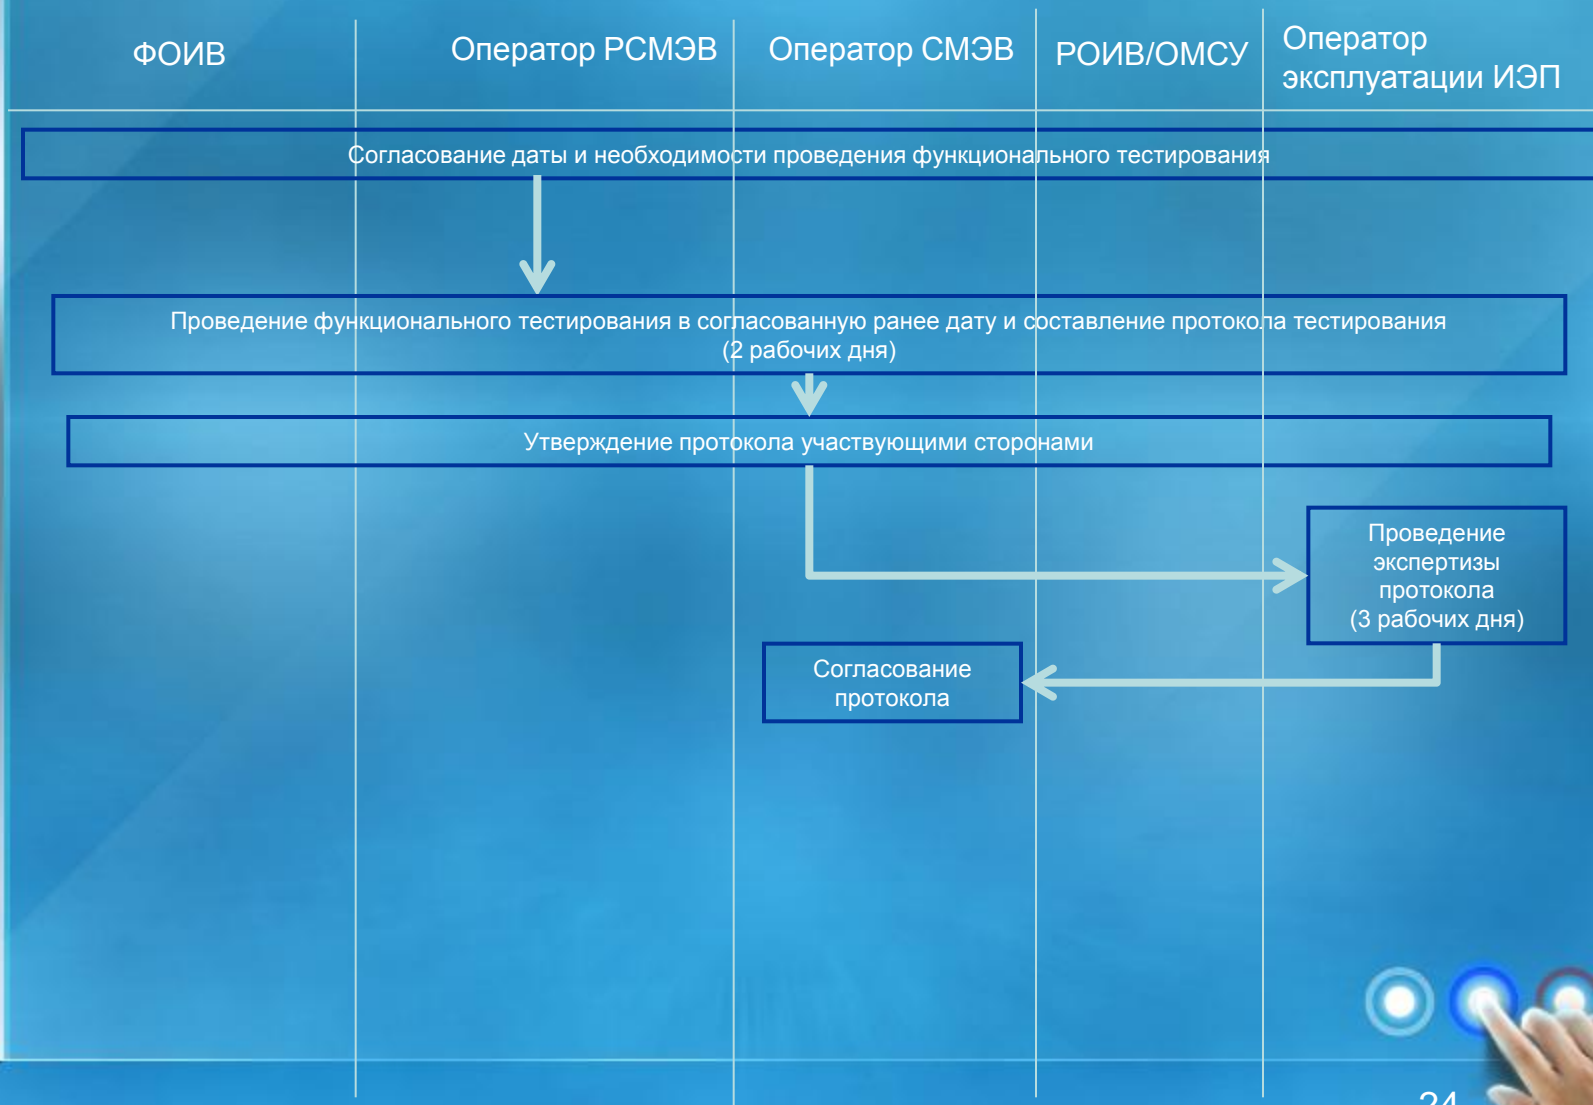 ФОИВ
Оператор РСМЭВ
Оператор СМЭВ
РОИВ/ОМСУ
Оператор
эксплуатации ИЭП
Согласование даты и необходимости проведения функционального тестирования
Проведение функционального тестирования в согласованную ранее дату и составление протокола тестирования
(2 рабочих дня)
Утверждение протокола участвующими сторонами
Проведение
экспертизы
протокола
(3 рабочих дня)
Согласование
протокола
24